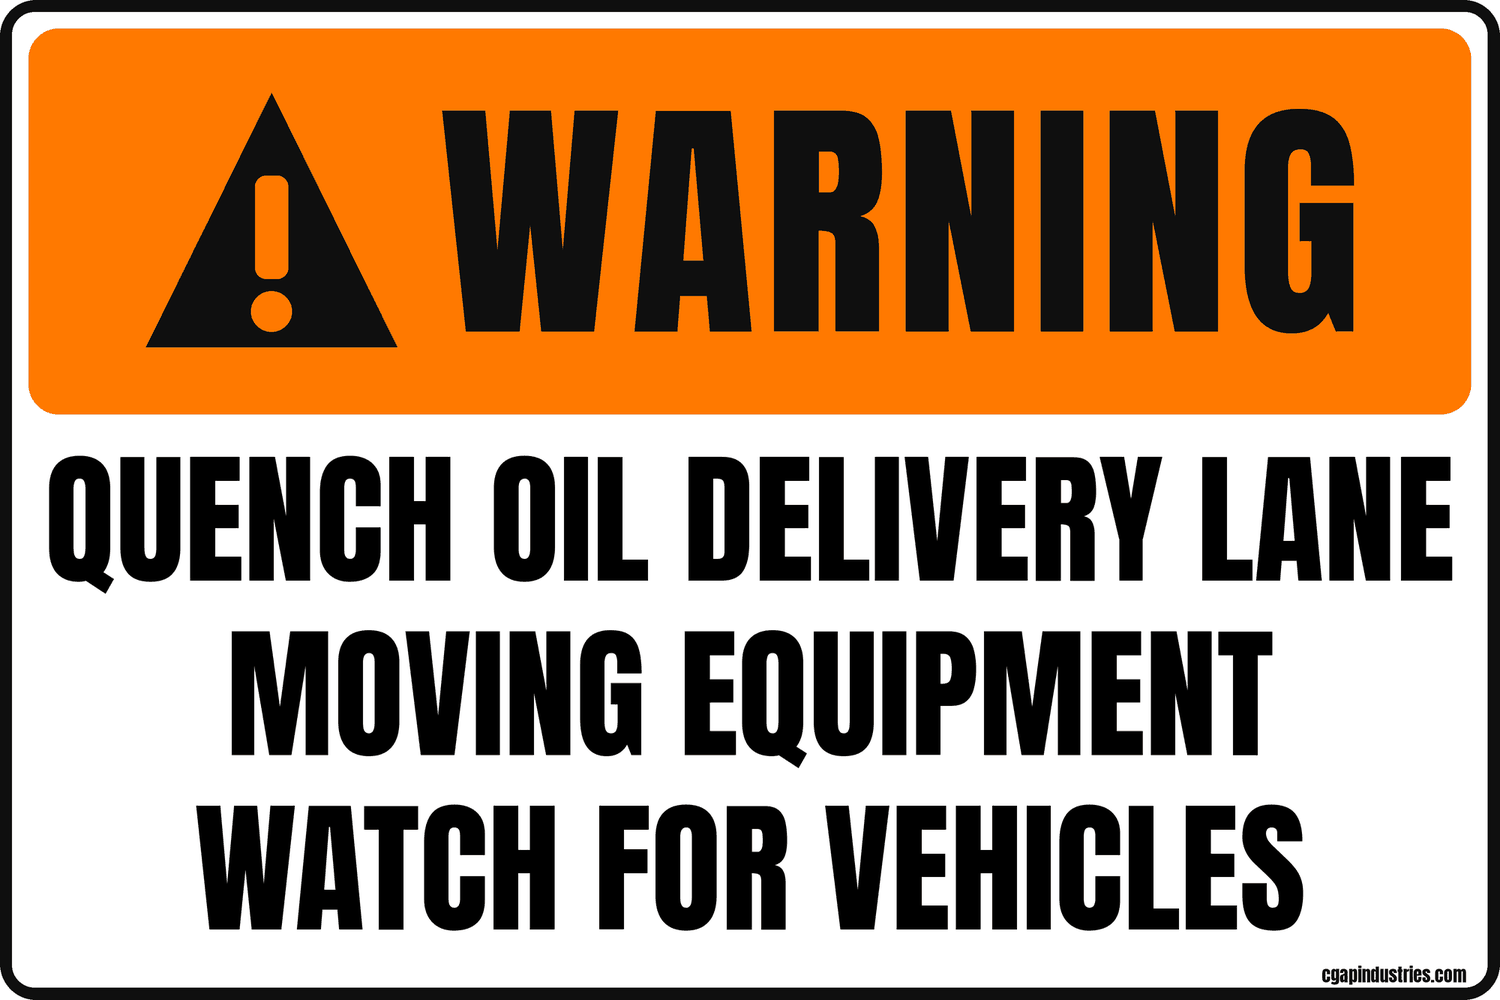 WARNING
QUENCH OIL DELIVERY LANE
MOVING EQUIPMENT
WATCH FOR VEHICLES
cgapindustries.com